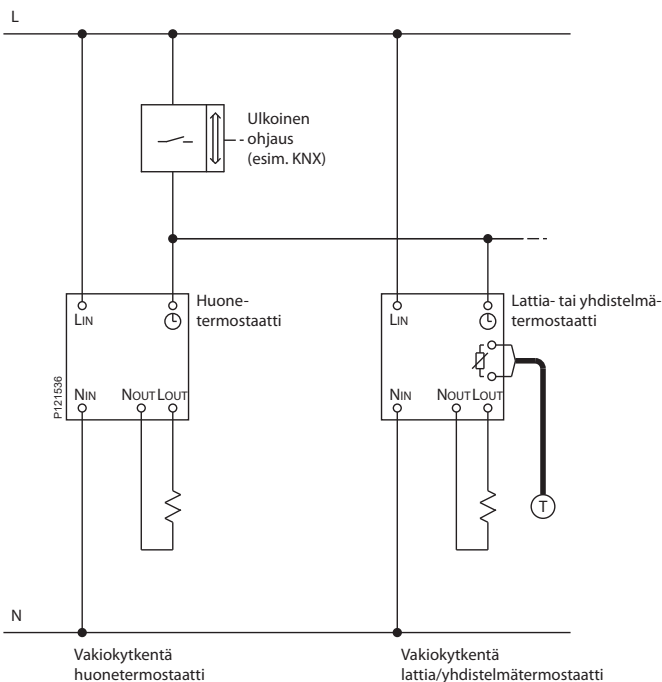 L
Ulkoinen
ohjaus
(esim. KNX)
Huone-
termostaatti
Lattia- tai yhdistelmä-
termostaatti
LIN
LIN
P121536
NIN
NOUT LOUT
NIN
NOUT LOUT
T
N
Vakiokytkentä
huonetermostaatti
Vakiokytkentä
lattia/yhdistelmätermostaatti